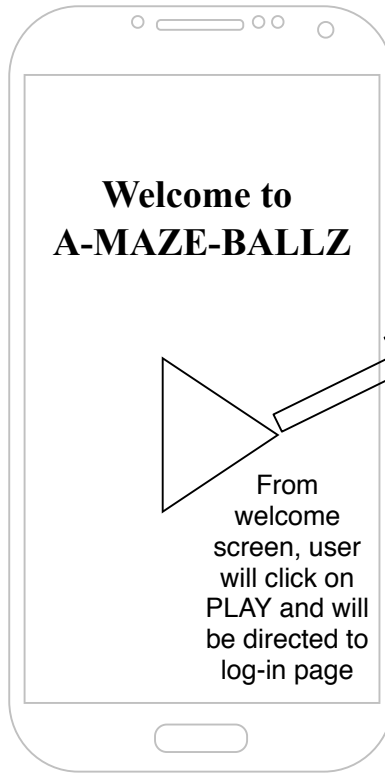 Welcome to
A-MAZE-BALLZ
From
welcome
screen, user
will click on
PLAY and will
be directed to
log-in page